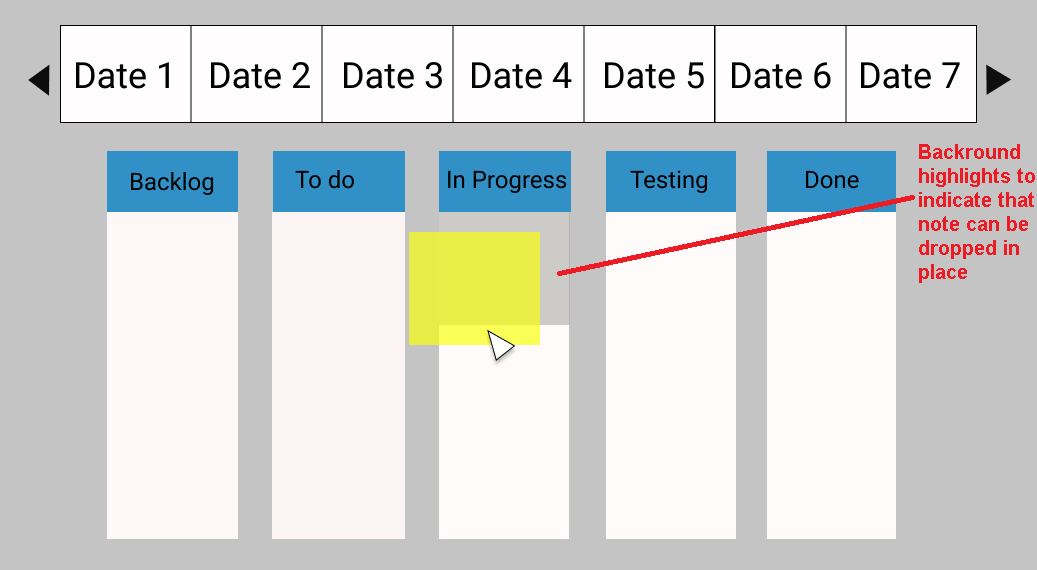 Date 1 Date 2 Date 3 Date 4 Date 5 Date 6 Date 7
Backlog To do In Progress Testing Done
Backround
highlights to
indicate that
note can be
dropped in
place